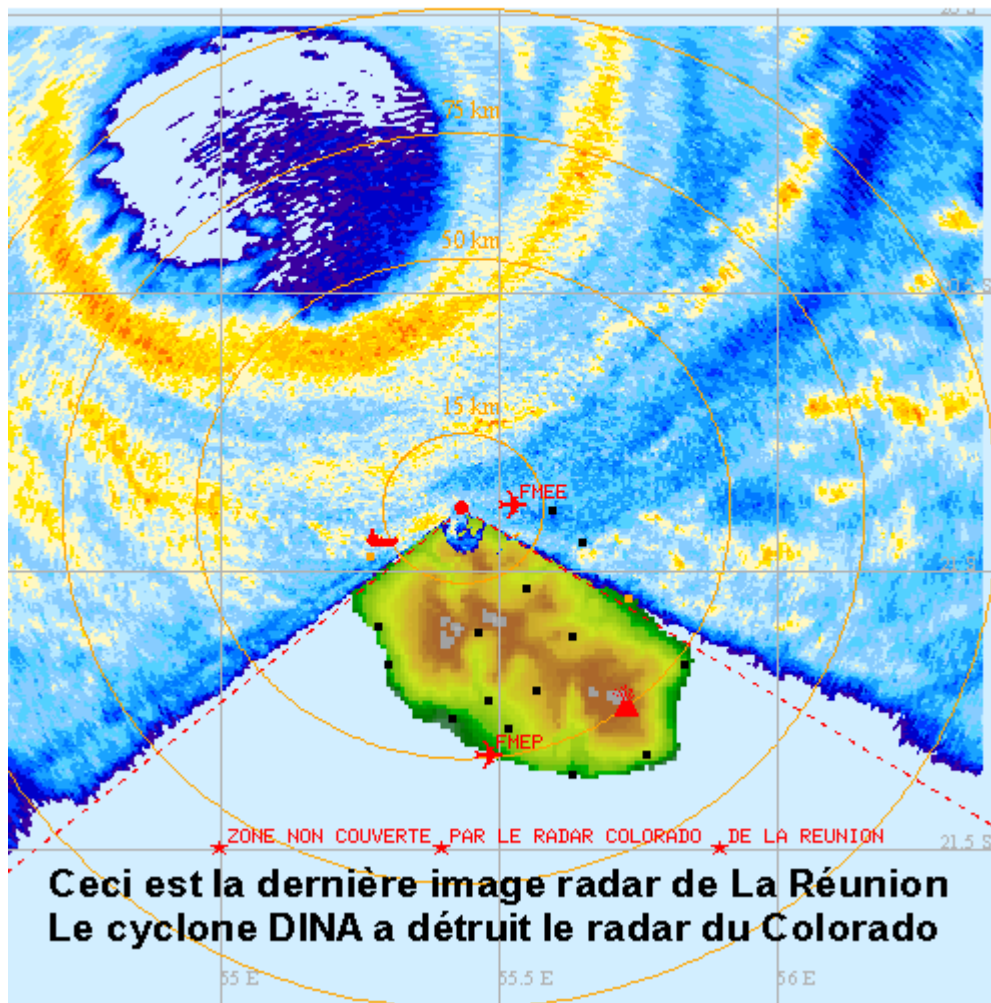 75 km
50 km
15 km
FMEE
FMEP
ZONE NON COUVERTE PAR LE RADAR COLORADO DE LA REUNION
21.5 S
Ceci est la dernière image radar de La Réunion
Le cyclone DINA a détruit le radar du Colorado
55 E
55.5 E
56 E